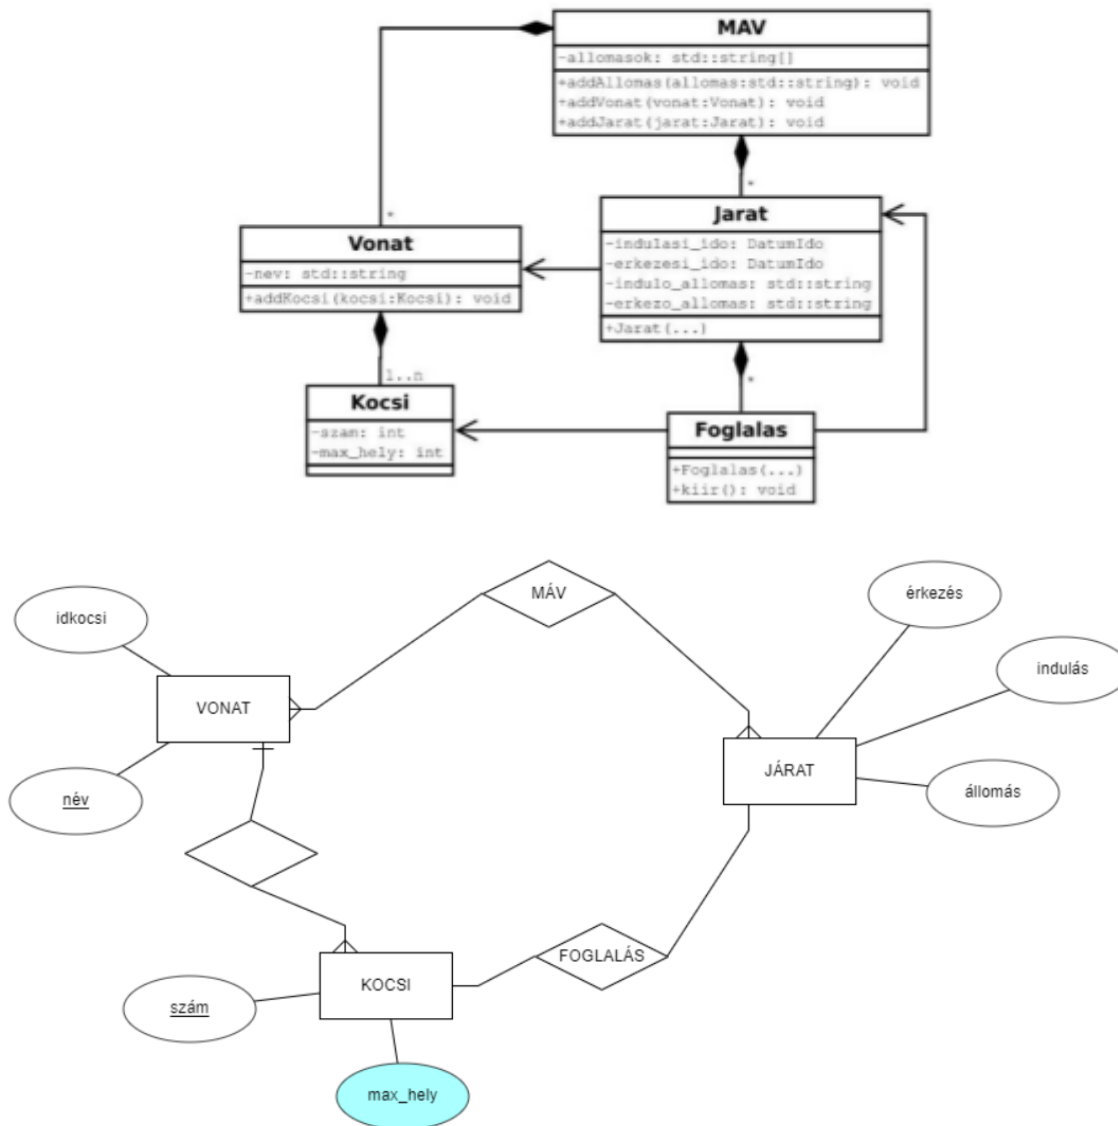 MAV
-allomasok: std::string[]
+addAllomas(allomas:std::string): void
+addVonat(vonat:Vonat): void
+addJarat(jarat:Jarat): void
*
*
Vonat
-nev: std::string
+addKocsi(kocsi:Kocsi): void
Jarat
-indulasi_ido: DatumIdo
-erkezesi_ido: DatumIdo
-indulo_allomas: std::string
-erkezo_allomas: std::string
+Jarat(...)
1..n
*
Kocsi
-szam: int
-max_hely: int
Foglalas
+Foglalas(...)
+kiir(): void
MÁV
érkezés
idkocsi
indulás
VONAT
JÁRAT
állomás
név
FOGLALÁS
KOCSI
szám
max_hely